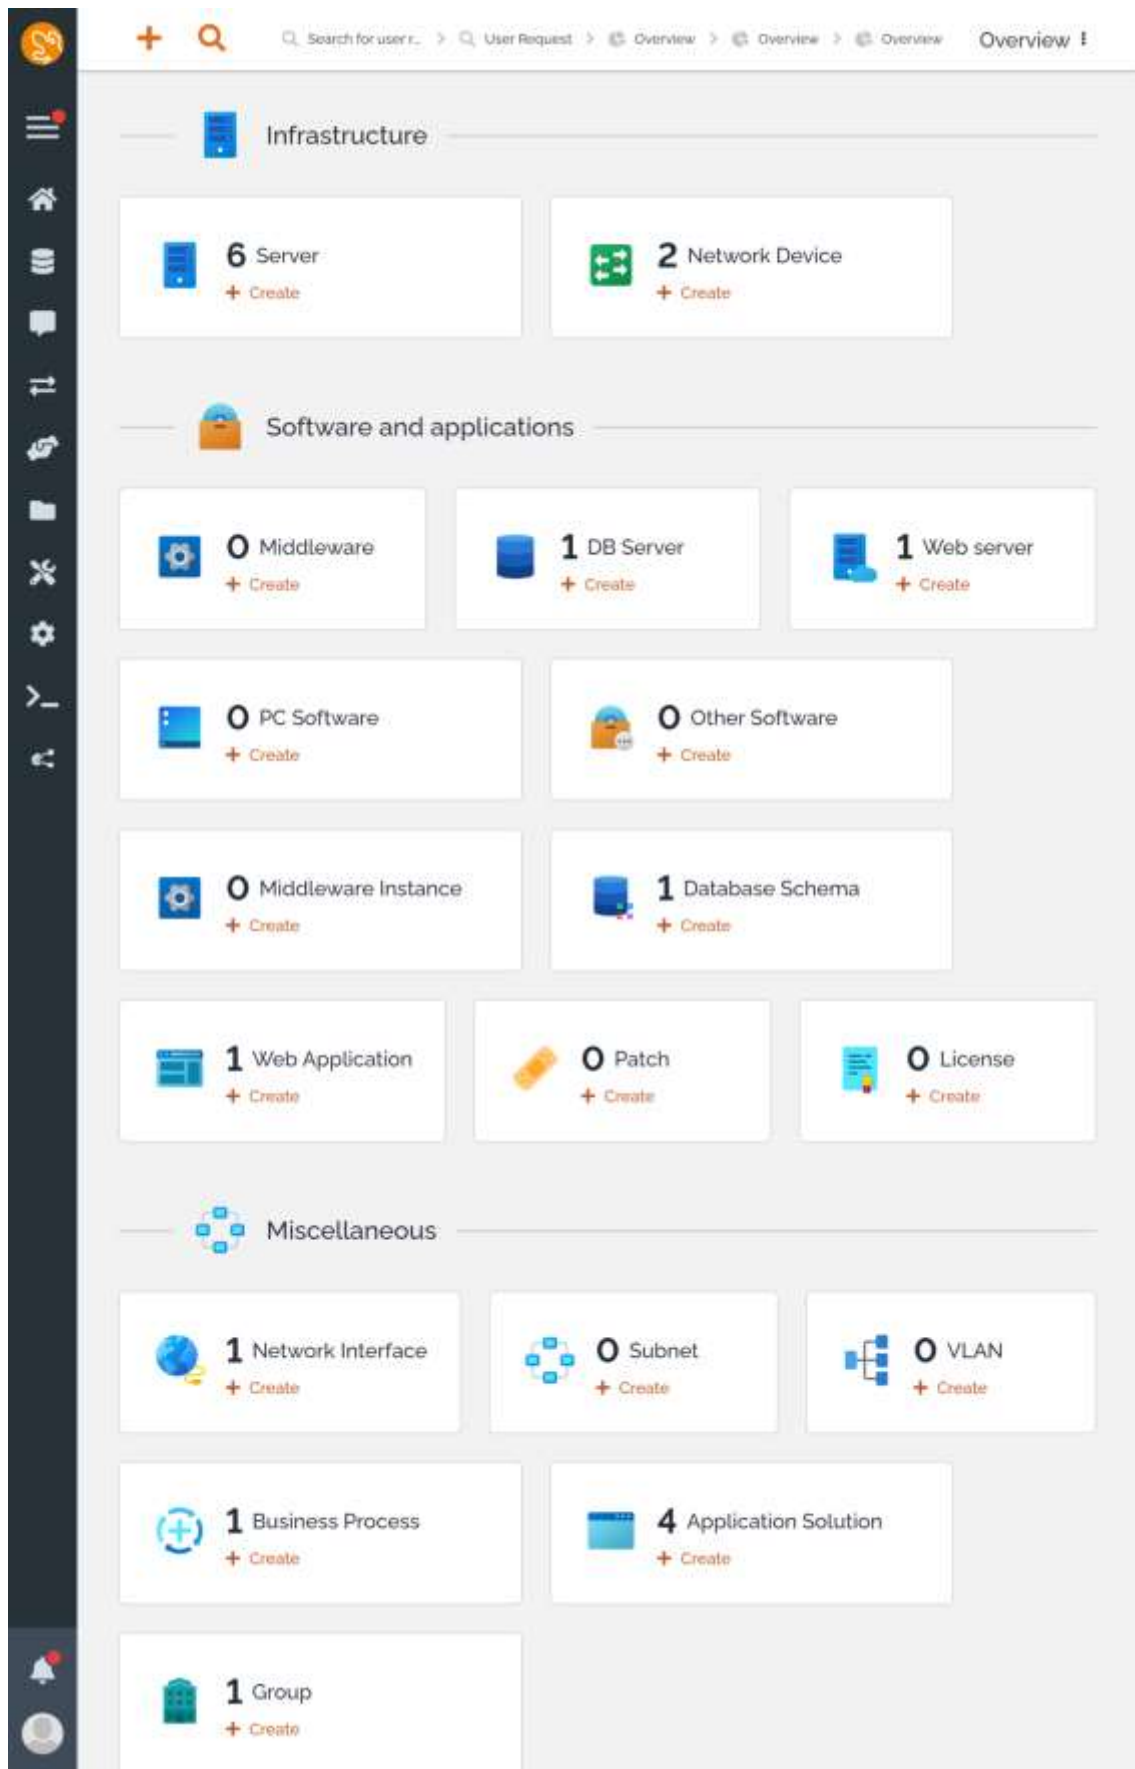 Search for user r... > User Request > Overview > Overview > Overview Overview
Infrastructure
6 Server
+ Create
2 Network Device
+ Create
Software and applications
0 Middleware
+ Create
1 DB Server
+ Create
1 Web server
+ Create
0 PC Software
+ Create
0 Other Software
+ Create
0 Middleware Instance
+ Create
1 Database Schema
+ Create
1 Web Application
+ Create
0 Patch
+ Create
0 License
+ Create
Miscellaneous
1 Network Interface
+ Create
0 Subnet
+ Create
0 VLAN
+ Create
1 Business Process
+ Create
4 Application Solution
+ Create
1 Group
+ Create